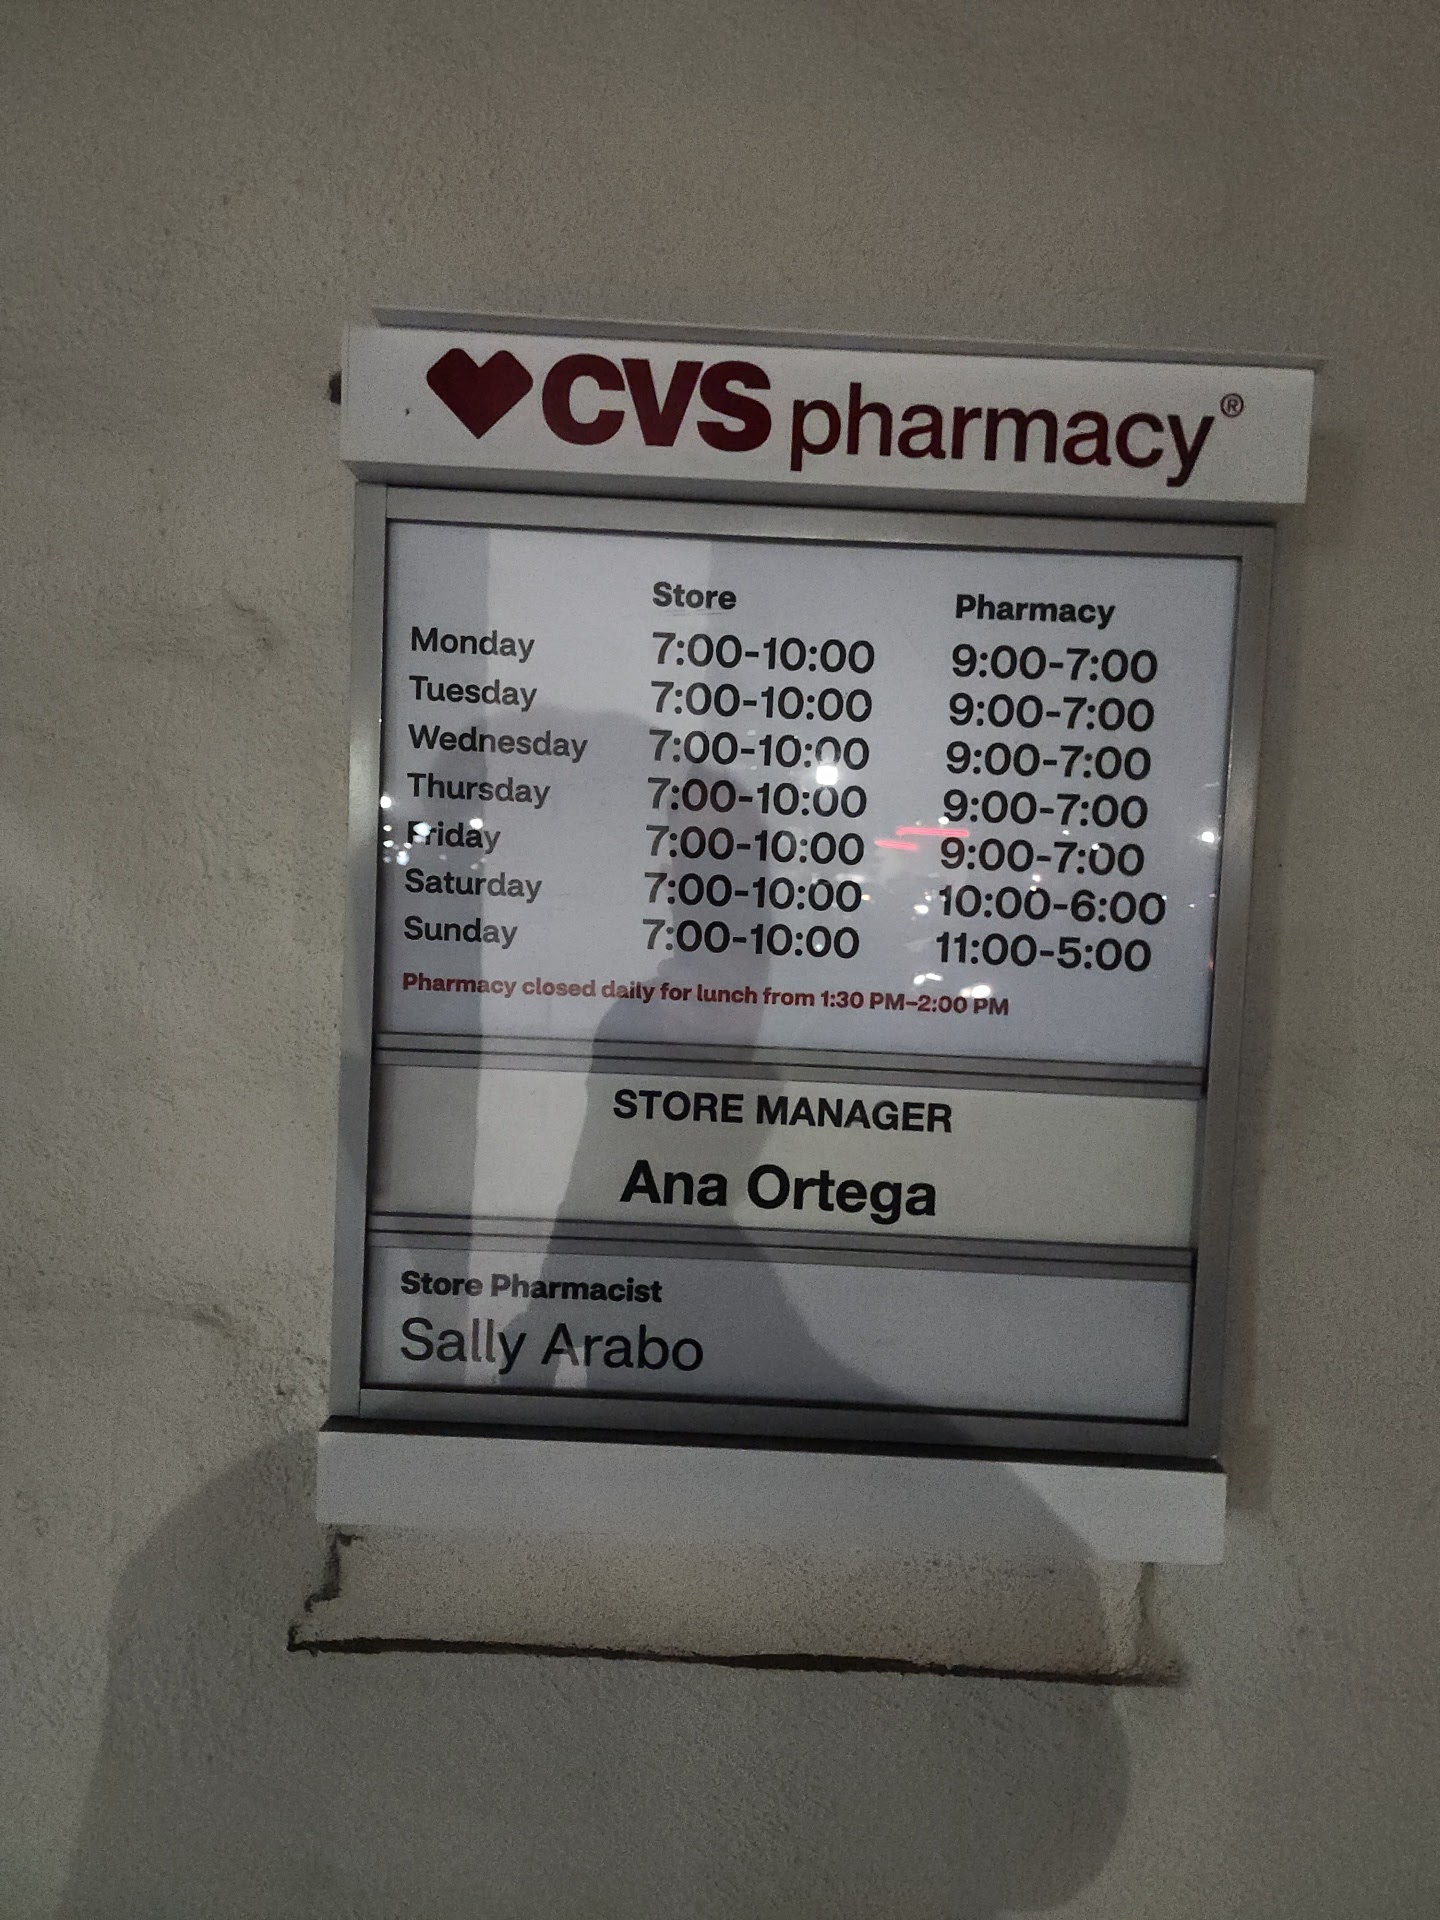 CVS pharmacy®
Store Pharmacy
Monday 7:00-10:00 9:00-7:00
Tuesday 7:00-10:00 9:00-7:00
Wednesday 7:00-10:00 9:00-7:00
Thursday 7:00-10:00 9:00-7:00
Friday 7:00-10:00 9:00-7:00
Saturday 7:00-10:00 10:00-6:00
Sunday 7:00-10:00 11:00-5:00
Pharmacy closed daily for lunch from 1:30 PM–2:00 PM
STORE MANAGER
Ana Ortega
Store Pharmacist
Sally Arabo